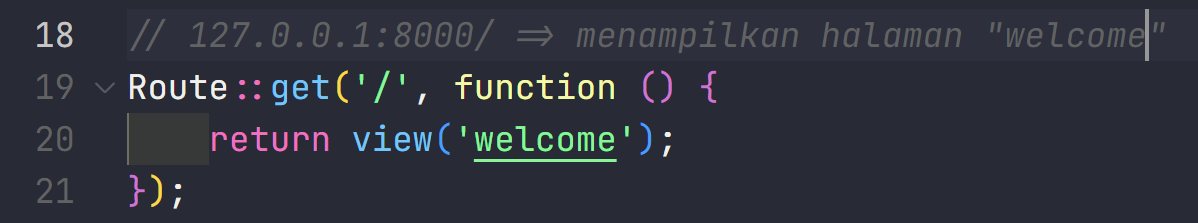 18 // 127.0.0.1:8000/ => menampilkan halaman "welcome"
19 Route::get('/', function () {
20 return view('welcome');
21 });